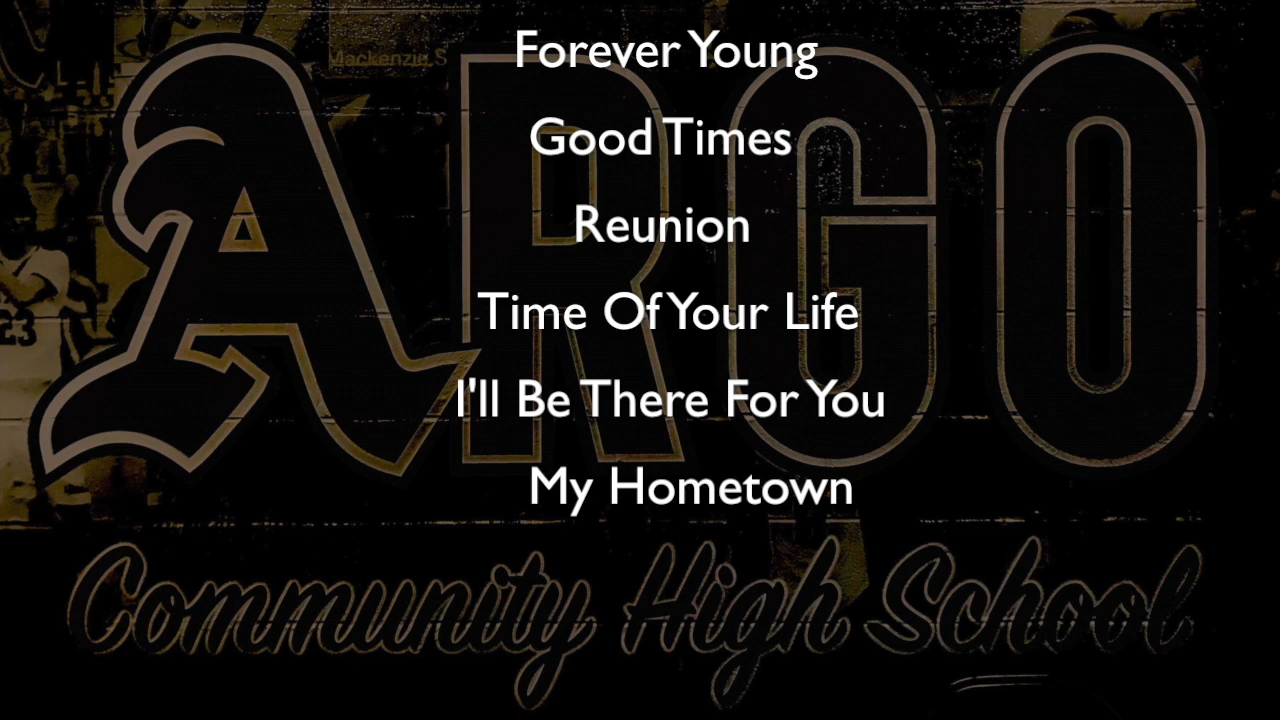 Mackenzie S
Forever Young
Good Times
Reunion
Time Of Your Life
I'll Be There For You
My Hometown
ARGO
Community High School